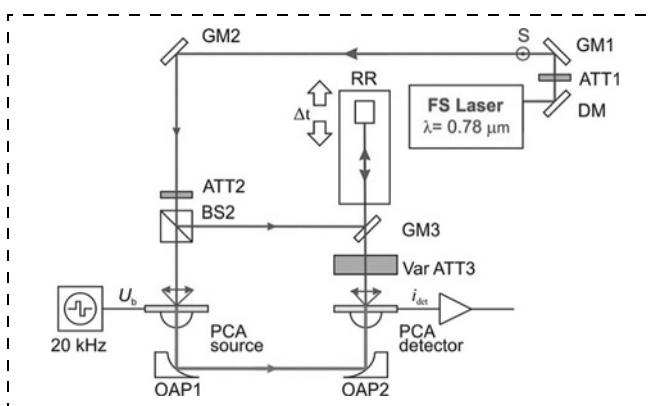 GM2
S
GM1
RR
ATT1
Δt
FS Laser
λ= 0.78 μm
DM
ATT2
BS2
GM3
Var ATT3
U_b
i_det
20 kHz
PCA
source
PCA
detector
OAP1
OAP2